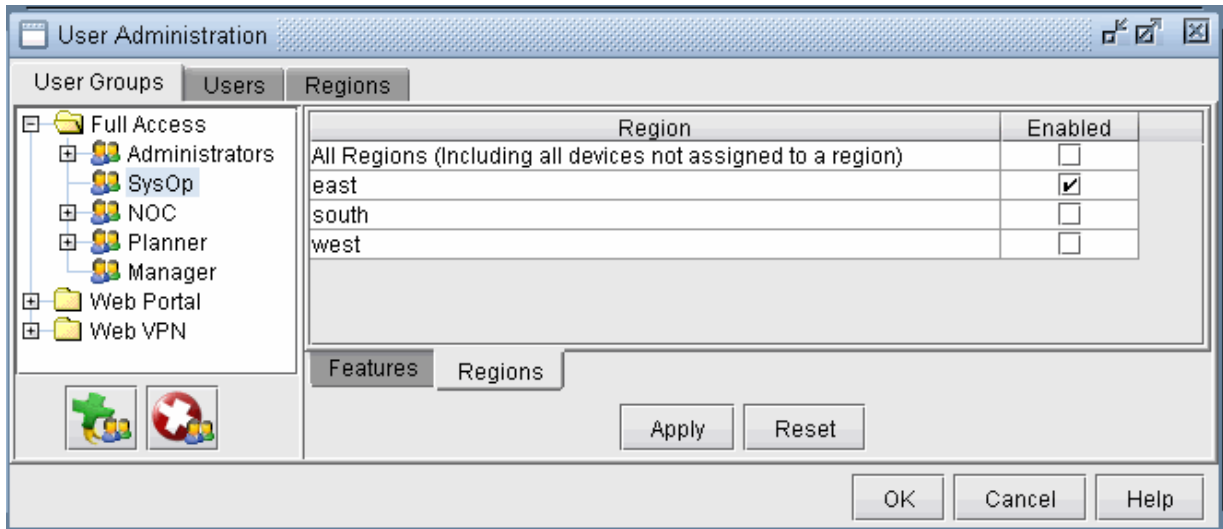 User Administration
User Groups Users Regions
Full Access
Administrators
SysOp
NOC
Planner
Manager
Web Portal
Web VPN
Region Enabled
All Regions (Including all devices not assigned to a region)
east
south
west
Features Regions
Apply Reset
OK Cancel Help